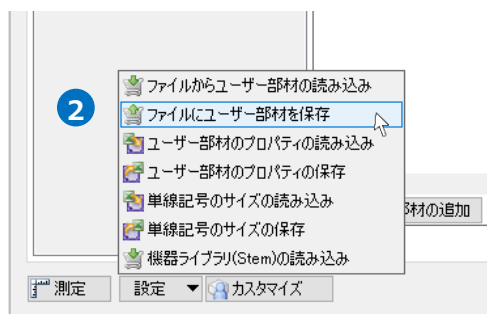 2
ファイルからユーザー部材の読み込み
ファイルにユーザー部材を保存
ユーザー部材のプロパティの読み込み
ユーザー部材のプロパティの保存
単線記号のサイズの読み込み
部材の追加
単線記号のサイズの保存
機器ライブラリ(Stem)の読み込み
測定 設定 カスタマイズ